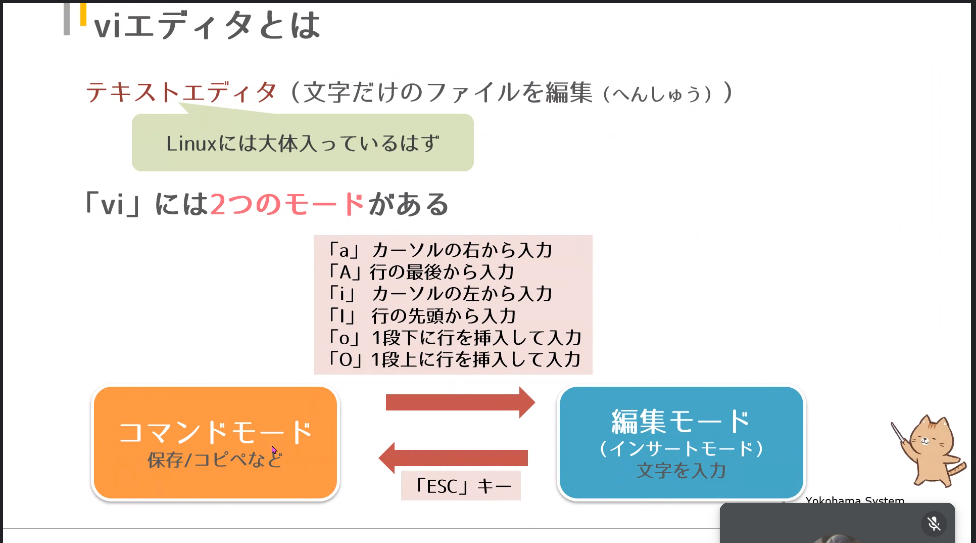 viエディタとは
テキストエディタ（文字だけのファイルを編集（へんしゅう））
Linuxには大体入っているはず
「vi」には2つのモードがある
「a」 カーソルの右から入力
「A」行の最後から入力
「i」 カーソルの左から入力
「I」 行の先頭から入力
「o」 1段下に行を挿入して入力
「O」1段上に行を挿入して入力
コマンドモード
保存/コピペなど
編集モード
（インサートモード）
文字を入力
「ESC」キー
Yokohama System